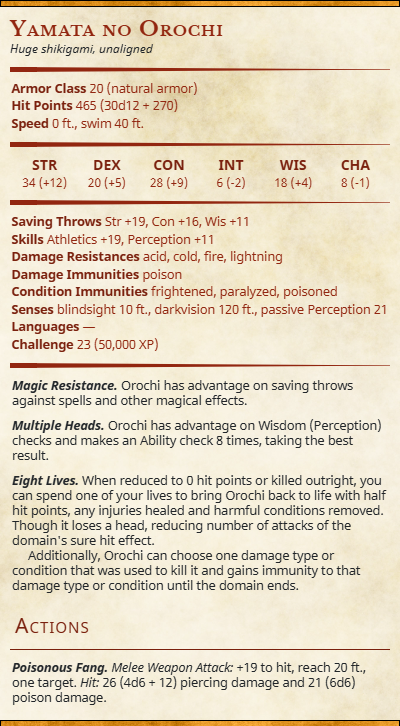 Yamata no Orochi
Huge shikigami, unaligned
Armor Class 20 (natural armor)
Hit Points 465 (30d12 + 270)
Speed 0 ft., swim 40 ft.
STR DEX CON INT WIS CHA
34 (+12) 20 (+5) 28 (+9) 6 (-2) 18 (+4) 8 (-1)
Saving Throws Str +19, Con +16, Wis +11
Skills Athletics +19, Perception +11
Damage Resistances acid, cold, fire, lightning
Damage Immunities poison
Condition Immunities frightened, paralyzed, poisoned
Senses blindsight 10 ft., darkvision 120 ft., passive Perception 21
Languages —
Challenge 23 (50,000 XP)
Magic Resistance. Orochi has advantage on saving throws
against spells and other magical effects.
Multiple Heads. Orochi has advantage on Wisdom (Perception)
checks and makes an Ability check 8 times, taking the best
result.
Eight Lives. When reduced to 0 hit points or killed outright, you
can spend one of your lives to bring Orochi back to life with half
hit points, any injuries healed and harmful conditions removed.
Though it loses a head, reducing number of attacks of the
domain's sure hit effect.
Additionally, Orochi can choose one damage type or
condition that was used to kill it and gains immunity to that
damage type or condition until the domain ends.
Actions
Poisonous Fang. Melee Weapon Attack: +19 to hit, reach 20 ft.,
one target. Hit: 26 (4d6 + 12) piercing damage and 21 (6d6)
poison damage.